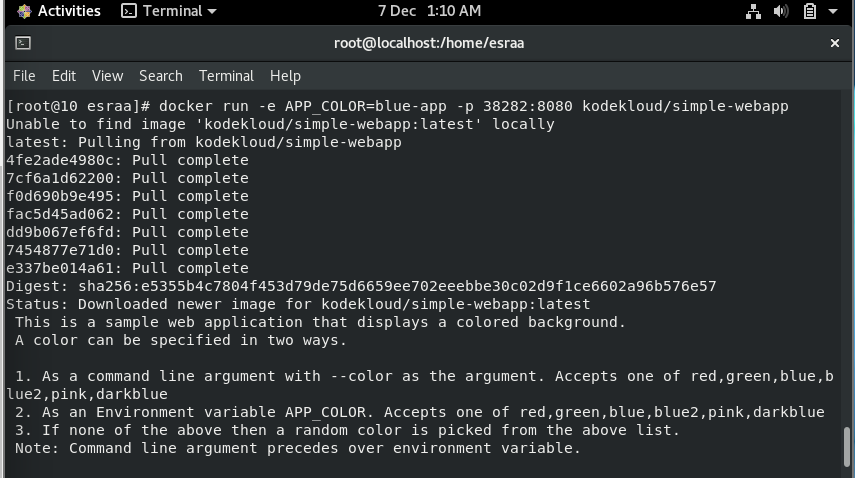 Activities Terminal 7 Dec 1:10 AM
root@localhost:/home/esraa
File Edit View Search Terminal Help
[root@10 esraa]# docker run -e APP_COLOR=blue-app -p 38282:8080 kodekloud/simple-webapp
Unable to find image 'kodekloud/simple-webapp:latest' locally
latest: Pulling from kodekloud/simple-webapp
4fe2ade4980c: Pull complete
7cf6a1d62200: Pull complete
f0d690b9e495: Pull complete
fac5d45ad062: Pull complete
dd9b067ef6fd: Pull complete
7454877e71d0: Pull complete
e337be014a61: Pull complete
Digest: sha256:e5355b4c7804f453d79de75d6659ee702eeebbe30c02d9f1ce6602a96b576e57
Status: Downloaded newer image for kodekloud/simple-webapp:latest
This is a sample web application that displays a colored background.
A color can be specified in two ways.
1. As a command line argument with --color as the argument. Accepts one of red,green,blue,b
lue2,pink,darkblue
2. As an Environment variable APP_COLOR. Accepts one of red,green,blue,blue2,pink,darkblue
3. If none of the above then a random color is picked from the above list.
Note: Command line argument precedes over environment variable.